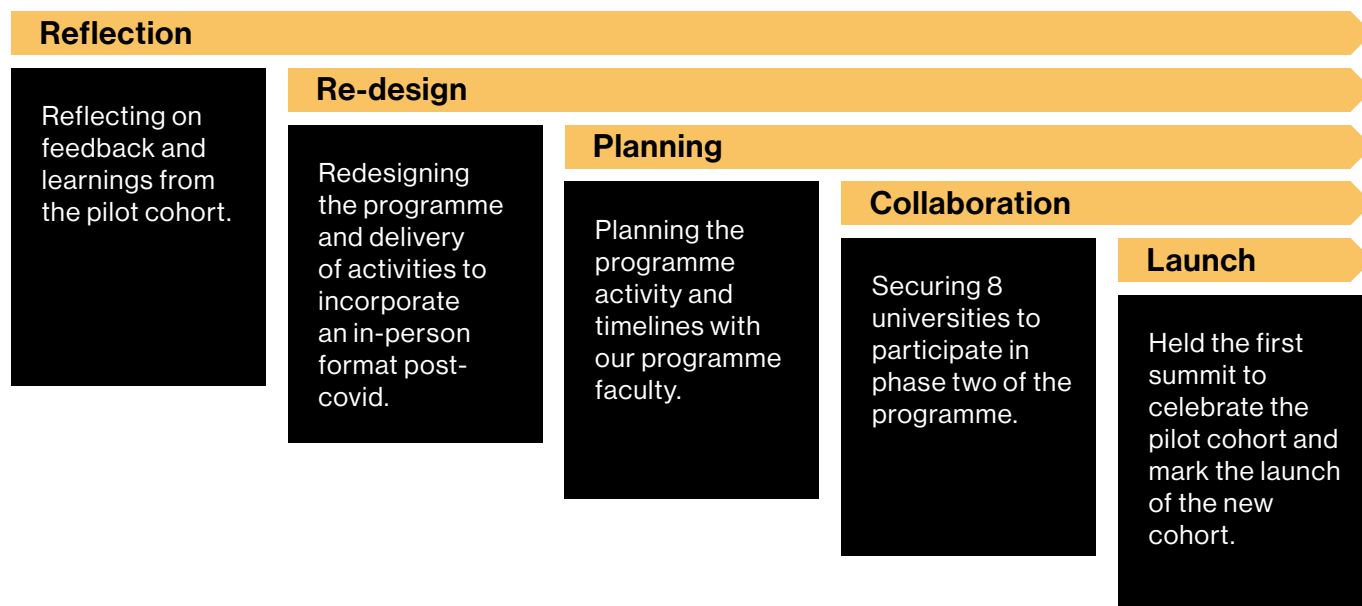 Reflection
Reflecting on
feedback and
learnings from
the pilot cohort.
Re-design
Redesigning
the programme
and delivery
of activities to
incorporate
an in-person
format post-
covid.
Planning
Planning the
programme
activity and
timelines with
our programme
faculty.
Collaboration
Securing 8
universities to
participate in
phase two of the
programme.
Launch
Held the first
summit to
celebrate the
pilot cohort and
mark the launch
of the new
cohort.